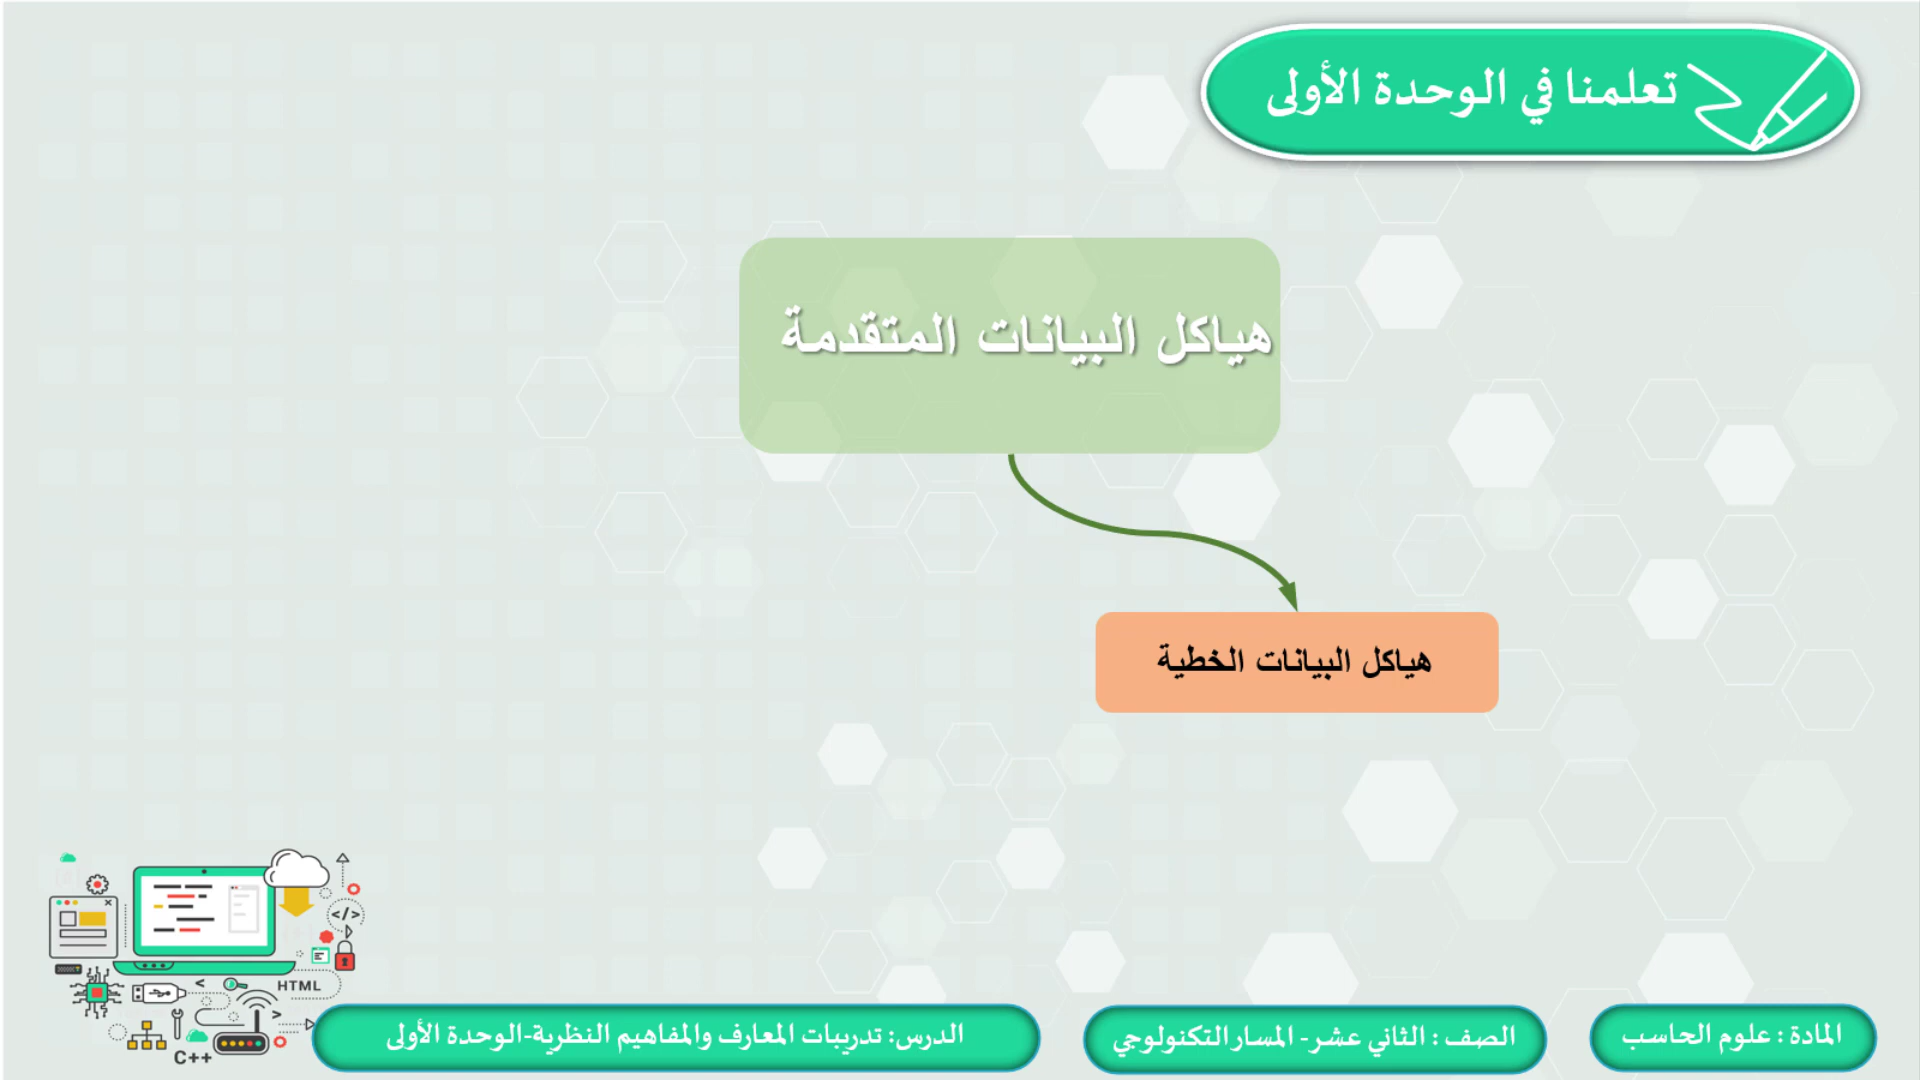 تعلمنا في الوحدة الأولى
هياكل البيانات المتقدمة
هياكل البيانات الخطية
</>
HTML
C++
المادة : علوم الحاسب
الصف : الثاني عشر- المسار التكنولوجي
الدرس: تدريبات المعارف والمفاهيم النظرية-الوحدة الأولى